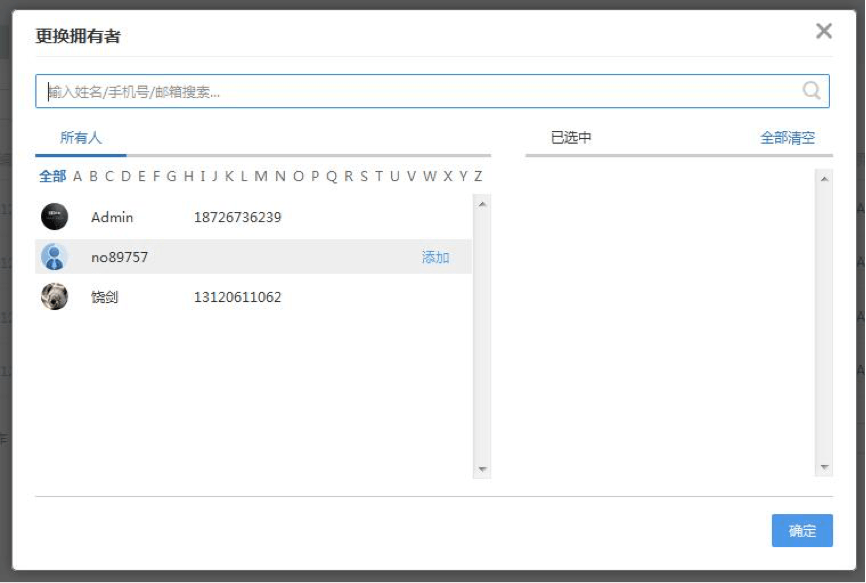 更换拥有者
输入姓名/手机号/邮箱搜索...
所有人
已选中 全部清空
全部 A B C D E F G H I J K L M N O P Q R S T U V W X Y Z
Admin 18726736239
no89757 添加
饶剑 13120611062
确定